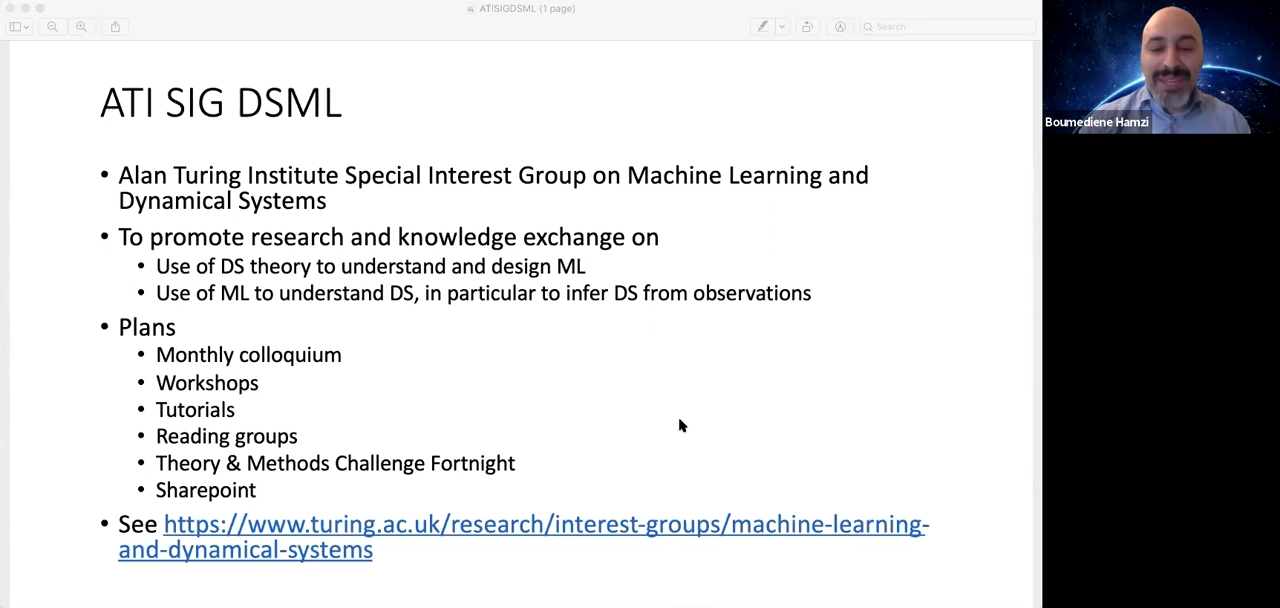 ATISIGDSML (1 page)
Search
ATI SIG DSML
• Alan Turing Institute Special Interest Group on Machine Learning and
Dynamical Systems
• To promote research and knowledge exchange on
• Use of DS theory to understand and design ML
• Use of ML to understand DS, in particular to infer DS from observations
• Plans
• Monthly colloquium
• Workshops
• Tutorials
• Reading groups
• Theory & Methods Challenge Fortnight
• Sharepoint
• See https://www.turing.ac.uk/research/interest-groups/machine-learning-
and-dynamical-systems
Boumediene Hamzi